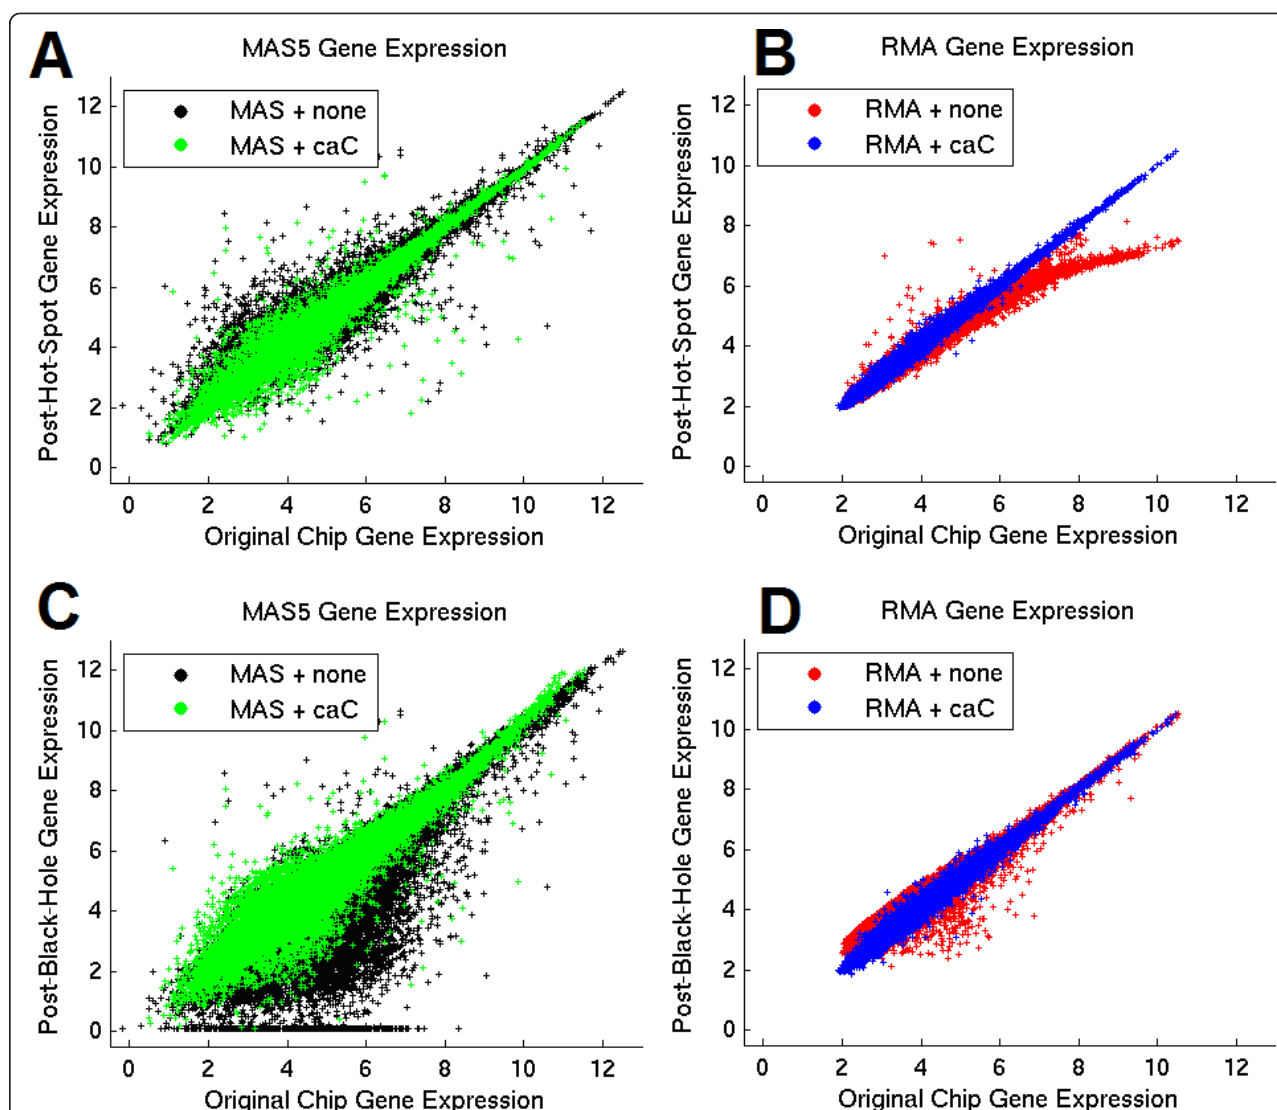 A
MAS5 Gene Expression
MAS + none
MAS + caC
Post-Hot-Spot Gene Expression
12
10
8
6
4
2
0
0 2 4 6 8 10 12
Original Chip Gene Expression
B
RMA Gene Expression
RMA + none
RMA + caC
Post-Hot-Spot Gene Expression
12
10
8
6
4
2
0
0 2 4 6 8 10 12
Original Chip Gene Expression
C
MAS5 Gene Expression
MAS + none
MAS + caC
Post-Black-Hole Gene Expression
12
10
8
6
4
2
0
0 2 4 6 8 10 12
Original Chip Gene Expression
D
RMA Gene Expression
RMA + none
RMA + caC
Post-Black-Hole Gene Expression
12
10
8
6
4
2
0
0 2 4 6 8 10 12
Original Chip Gene Expression